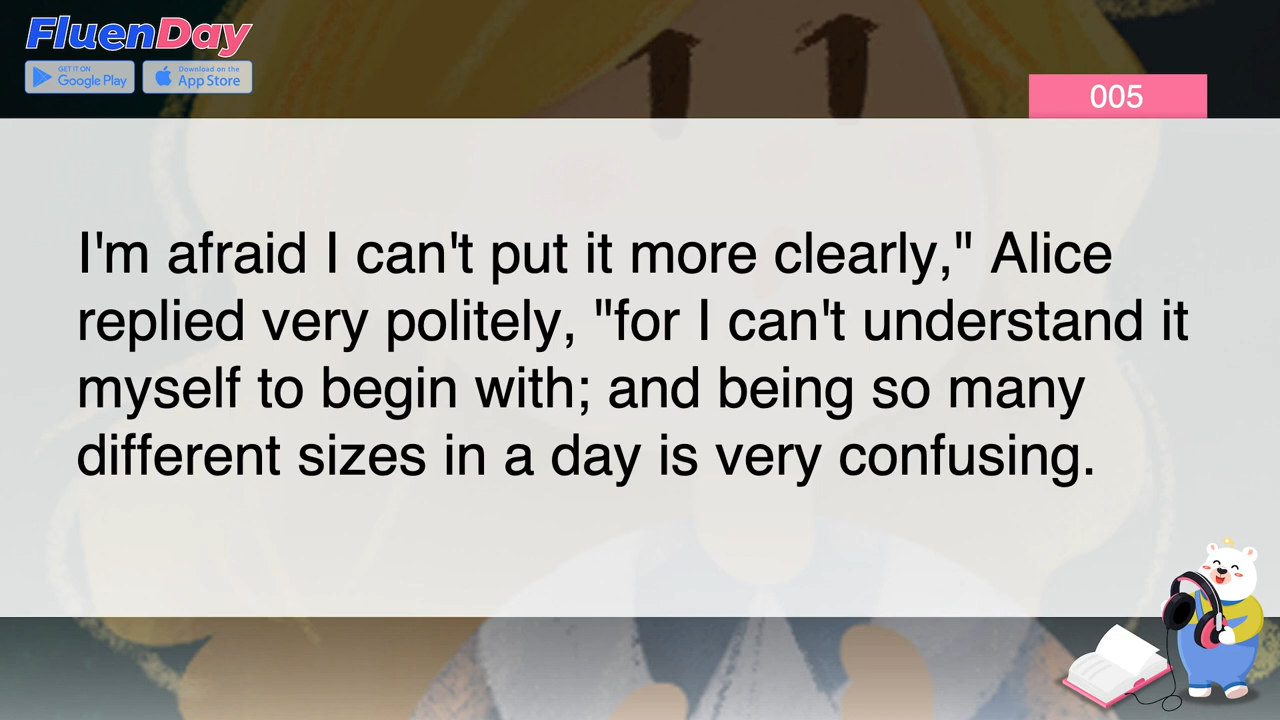 FluenDay
GET IT ON
Google Play
Download on the
App Store
005
I'm afraid I can't put it more clearly," Alice
replied very politely, "for I can't understand it
myself to begin with; and being so many
different sizes in a day is very confusing.